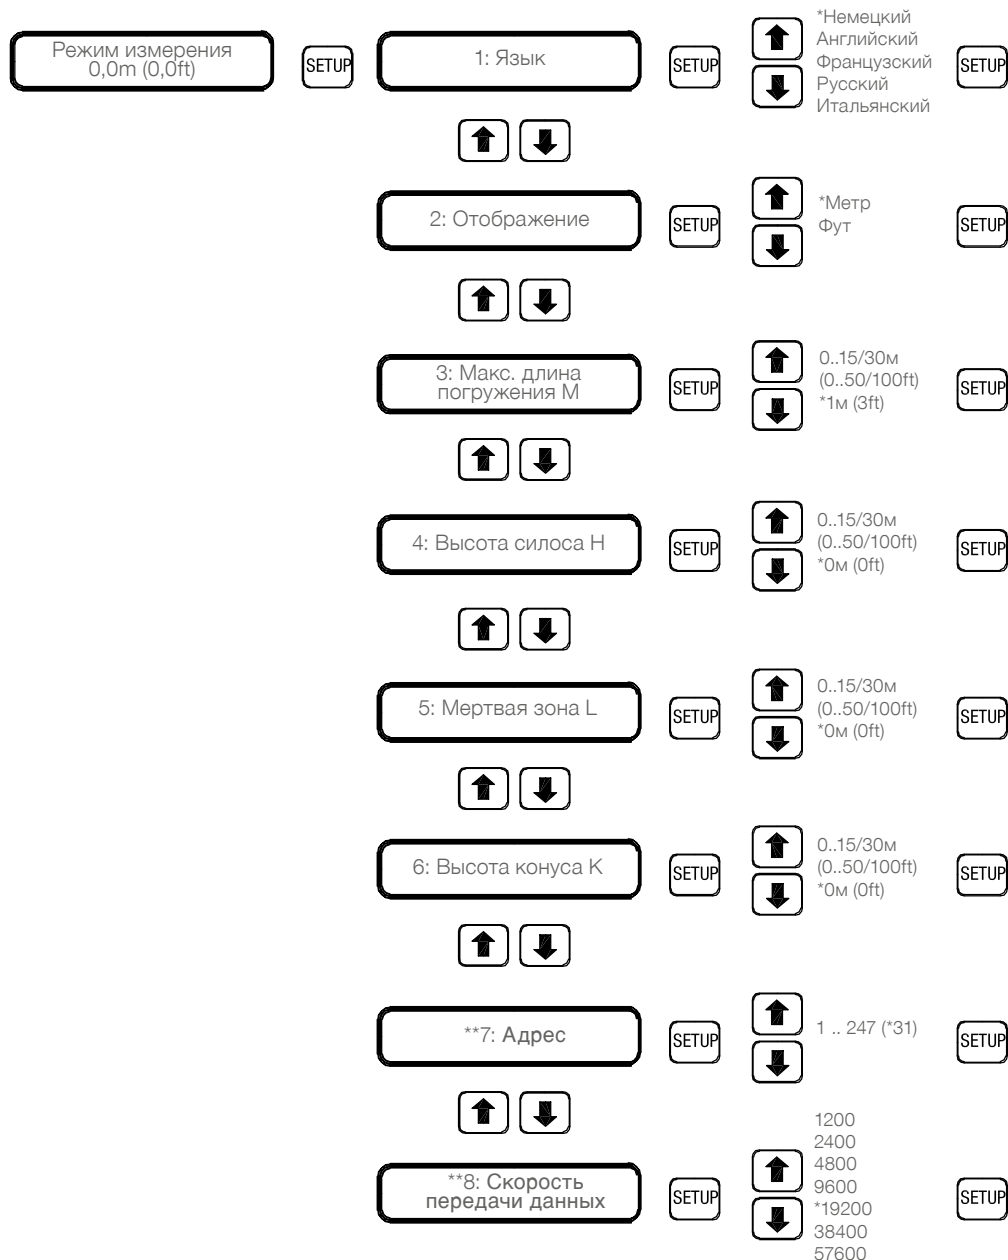 Режим измерения
0,0m (0,0ft)
SETUP
1: Язык
SETUP
*Немецкий
Английский
Французский
Русский
Итальянский
SETUP
2: Отображение
SETUP
*Метр
Фут
SETUP
3: Макс. длина
погружения M
SETUP
0..15/30м
(0..50/100ft)
*1м (3ft)
SETUP
4: Высота силоса H
SETUP
0..15/30м
(0..50/100ft)
*0м (0ft)
SETUP
5: Мертвая зона L
SETUP
0..15/30м
(0..50/100ft)
*0м (0ft)
SETUP
6: Высота конуса K
SETUP
0..15/30м
(0..50/100ft)
*0м (0ft)
SETUP
**7: Адрес
SETUP
1 .. 247 (*31)
SETUP
**8: Скорость
передачи данных
SETUP
1200
2400
4800
9600
*19200
38400
57600
SETUP